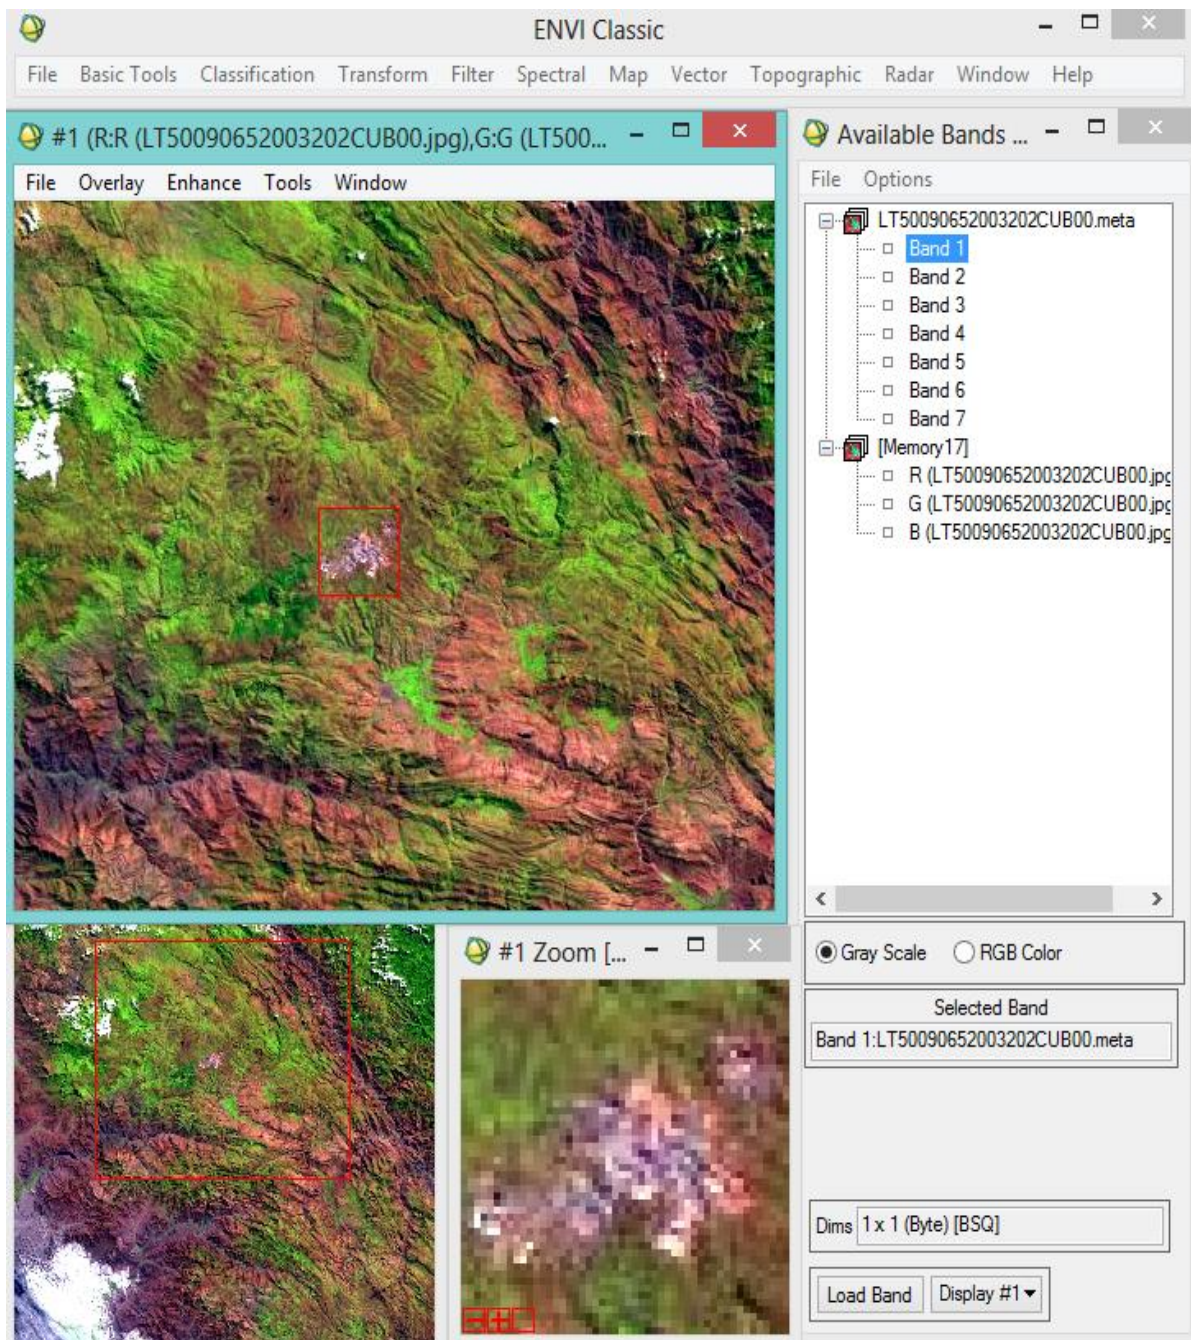 ENVI Classic
File Basic Tools Classification Transform Filter Spectral Map Vector Topographic Radar Window Help
#1 (R:R (LT50090652003202CUB00.jpg),G:G (LT500...
File Overlay Enhance Tools Window
Available Bands ...
File Options
LT50090652003202CUB00.meta
Band 1
Band 2
Band 3
Band 4
Band 5
Band 6
Band 7
[Memory17]
R (LT50090652003202CUB00.jpg
G (LT50090652003202CUB00.jpg
B (LT50090652003202CUB00.jpg
Gray Scale RGB Color
Selected Band
Band 1:LT50090652003202CUB00.meta
Dims 1 x 1 (Byte) [BSQ]
Load Band Display #1
#1 Zoom [...